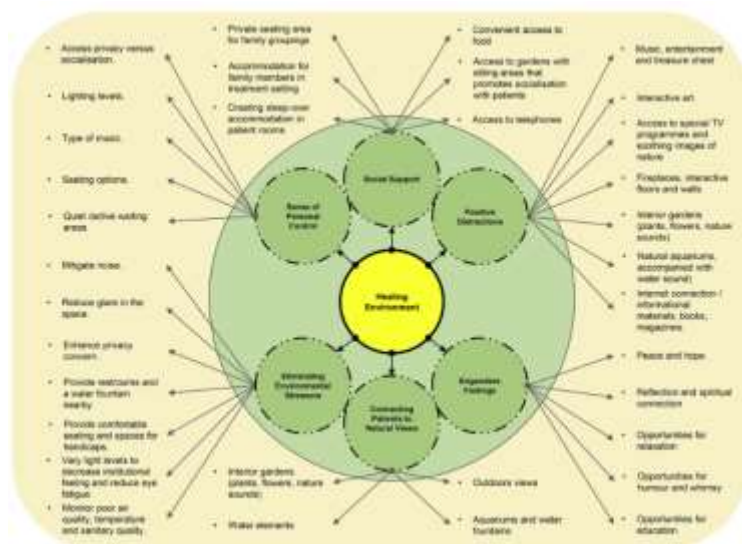 • Access privacy versus
socialisation.
• Lighting levels.
• Type of music.
• Seating options.
• Quiet /active waiting
areas
• Mitigate noise.
• Reduce glare in the
space.
• Enhance privacy
concern.
• Provide restrooms and
a water fountain
nearby.
• Provide comfortable
seating and spaces for
handicaps.
• Vary light levels to
decrease institutional
feeling and reduce eye
fatigue.
• Monitor poor air
quality, temperature
and sanitary quality.
• Private seating area
for family groupings
• Accommodation for
family members in
treatment setting
• Creating sleep-over
accommodation in
patient rooms
• Convenient access to
food
• Access to gardens with
sitting areas that
promotes socialisation
with patients
• Access to telephones
Social Support
Sense of
Personal
Control
Positive
Distractions
Healing
Environment
Eliminating
Environmental
Stressors
Connecting
Patients to
Natural Views
Engenders
Feelings
• Interior gardens
(plants, flowers, nature
sounds)
• Water elements
• Outdoors views
• Aquariums and water
fountains
• Music, entertainment
and treasure chest
• Interactive art
• Access to special TV
programmes and
soothing images of
nature
• Fireplaces, interactive
floors and walls
• Interior gardens
(plants, flowers, nature
sounds)
• Natural aquariums,
accompanied with
water sound)
• Internet connection /
informational
materials, books,
magazines.
• Peace and hope
• Reflection and spiritual
connection
• Opportunities for
relaxation
• Opportunities for
humour and whimsy
• Opportunities for
education